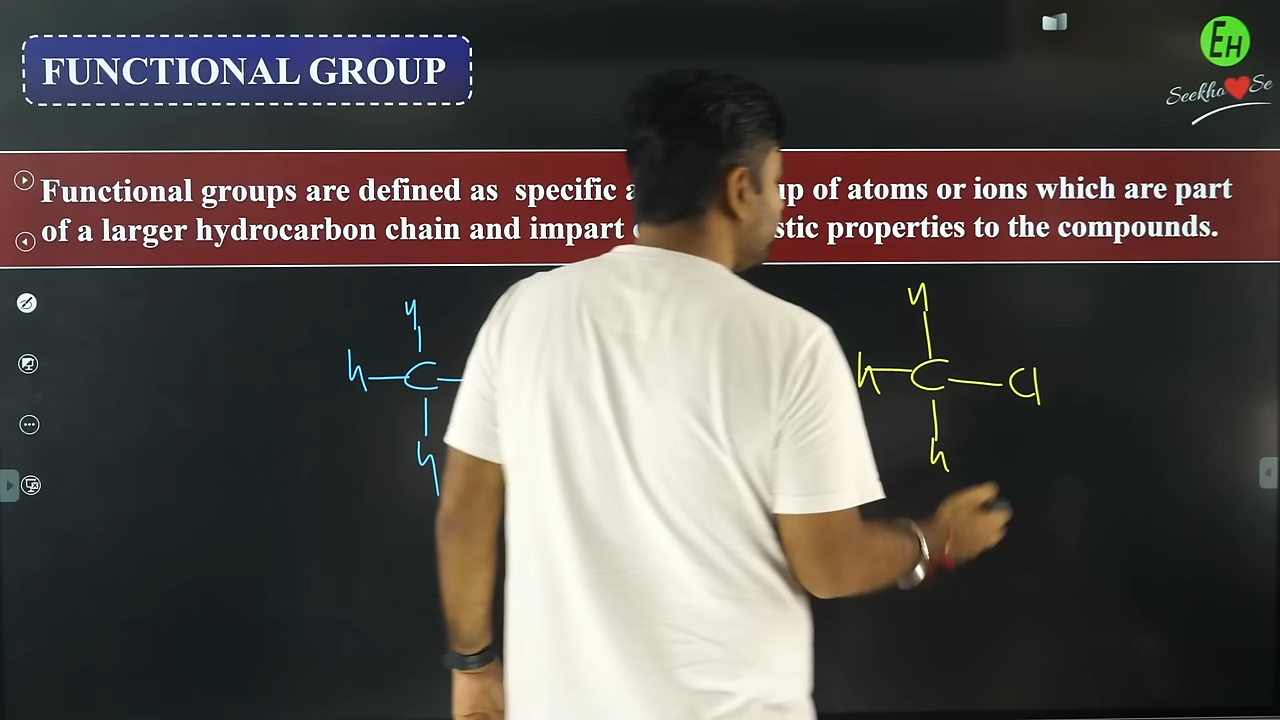 FUNCTIONAL GROUP
EH
Seekho Se
Functional groups are defined as specific up of atoms or ions which are part
of a larger hydrocarbon chain and impart stic properties to the compounds.
H
H
H C
H C Cl
H
H